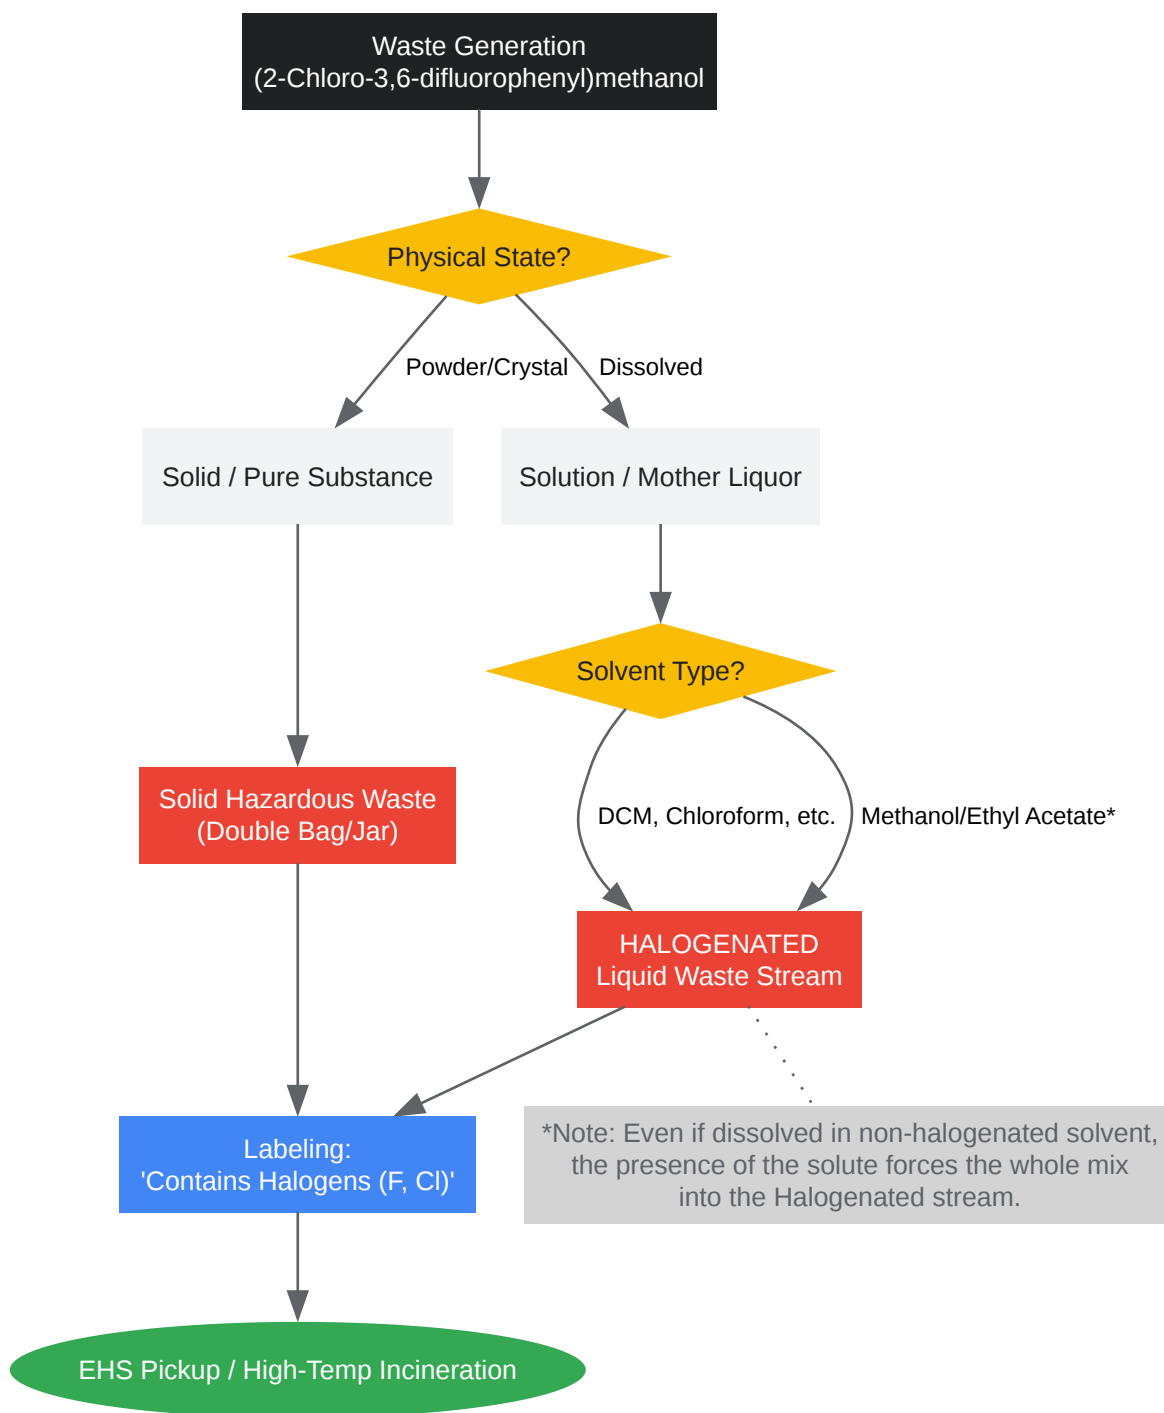 Waste Generation
(2-Chloro-3,6-difluorophenyl)methanol
Physical State?
Powder/Crystal
Dissolved
Solid / Pure Substance
Solution / Mother Liquor
Solvent Type?
Solid Hazardous Waste
(Double Bag/Jar)
DCM, Chloroform, etc.
Methanol/Ethyl Acetate*
HALOGENATED
Liquid Waste Stream
Labeling:
'Contains Halogens (F, Cl)'
*Note: Even if dissolved in non-halogenated solvent,
the presence of the solute forces the whole mix
into the Halogenated stream.
EHS Pickup / High-Temp Incineration